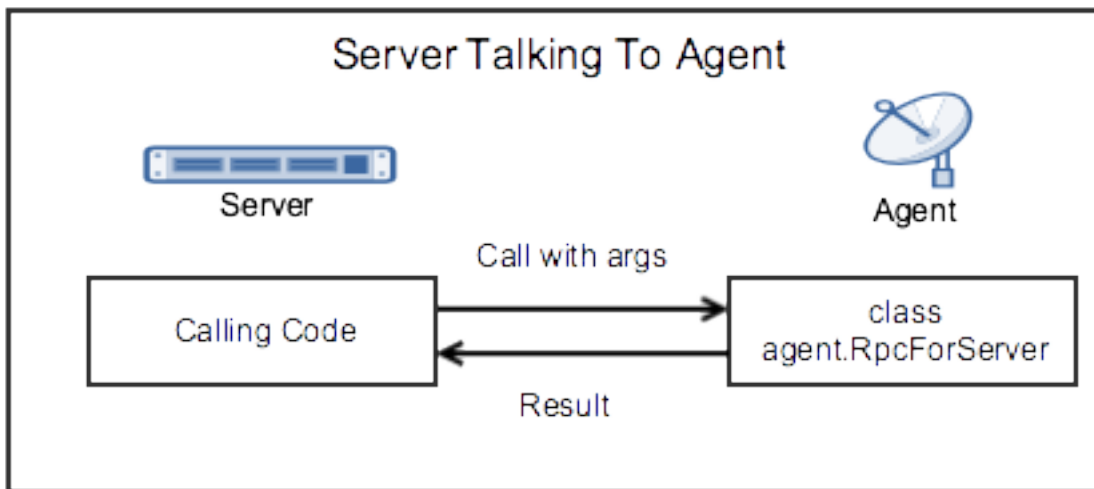 Server Talking To Agent
Server
Agent
Call with args
Calling Code
class
agent.RpcForServer
Result